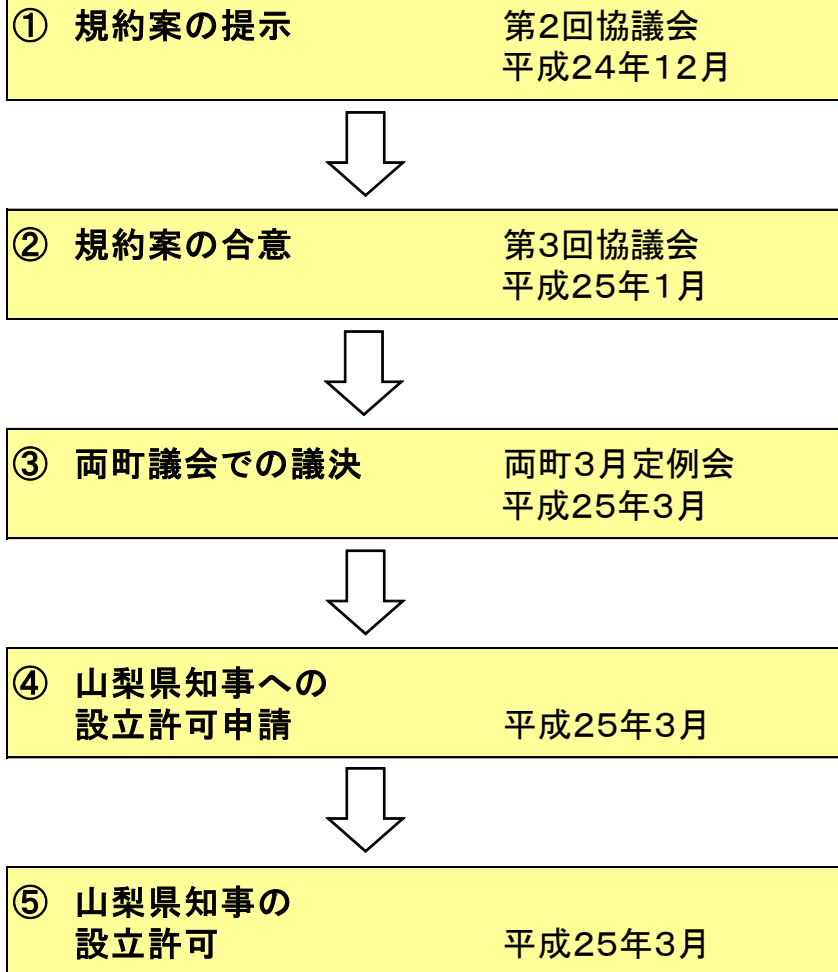 ① 規約案の提示 第2回協議会
平成24年12月
② 規約案の合意 第3回協議会
平成25年1月
③ 両町議会での議決 両町3月定例会
平成25年3月
④ 山梨県知事への
設立許可申請 平成25年3月
⑤ 山梨県知事の
設立許可 平成25年3月